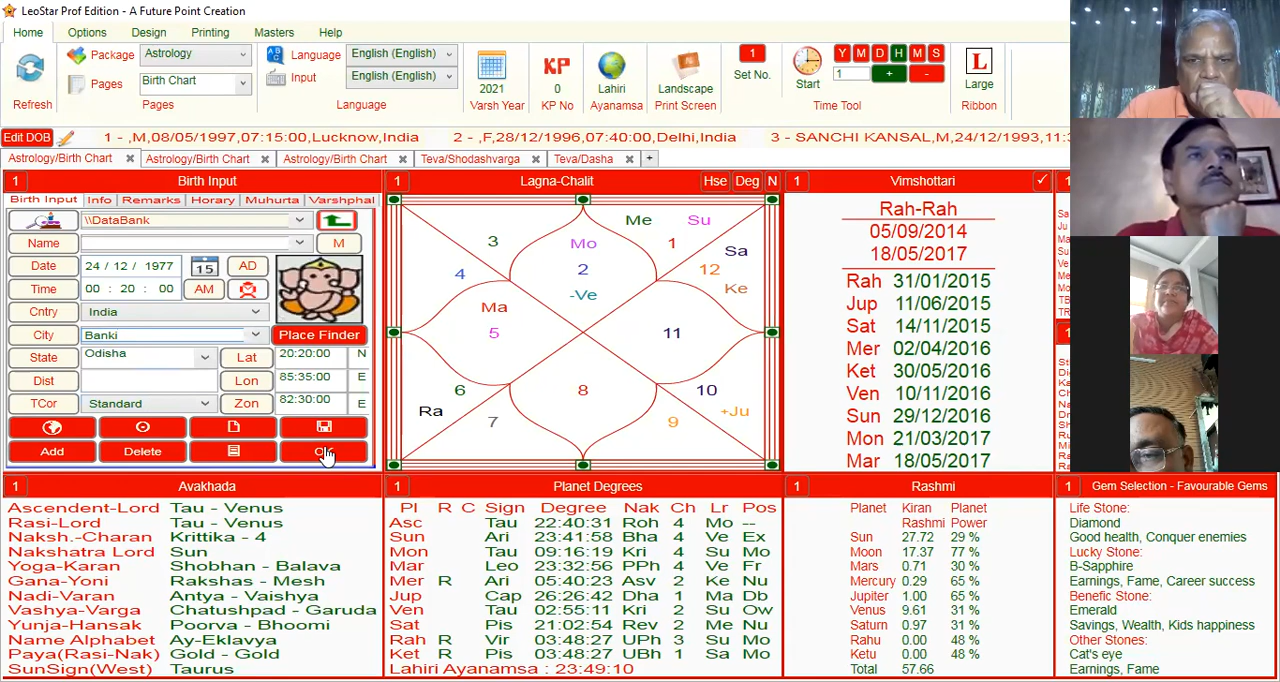 LeoStar Prof Edition - A Future Point Creation
Home Options Design Printing Masters Help
Refresh
Package Astrology
Pages Birth Chart
Pages
Language English (English)
Input English (English)
Language
2021
Varsh Year
KP
0
KP No
Lahiri
Ayanamsa
Landscape
Print Screen
1
Set No.
Start
Y M D H M S
1 + -
Time Tool
L
Large
Ribbon
Edit DOB 1 - ,M,08/05/1997,07:15:00,Lucknow,India 2 - ,F,28/12/1996,07:40:00,Delhi,India 3 - SANCHI KANSAL,M,24/12/1993,11:3
Astrology/Birth Chart Astrology/Birth Chart Astrology/Birth Chart Teva/Shodashvarga Teva/Dasha +
1 Birth Input
Birth Input Info Remarks Horary Muhurta Varshphal
\\DataBank
Name M
Date 24 / 12 / 1977 15 AD
Time 00 : 20 : 00 AM
Cntry India
City Banki Place Finder
State Odisha Lat 20:20:00 N
Dist Lon 85:35:00 E
TCor Standard Zon 82:30:00 E
Add Delete
1 Lagna-Chalit Hse Deg N
Me Su
3 Mo 1 Sa
4 2 12
-Ve Ke
Ma
5 11
6 8 10
Ra +Ju
7 9
1 Vimshottari
Rah-Rah
05/09/2014
18/05/2017
Rah 31/01/2015
Jup 11/06/2015
Sat 14/11/2015
Mer 02/04/2016
Ket 30/05/2016
Ven 10/11/2016
Sun 29/12/2016
Mon 21/03/2017
Mar 18/05/2017
1 Avakhada
Ascendent-Lord Tau - Venus
Rasi-Lord Tau - Venus
Naksh.-Charan Krittika - 4
Nakshatra Lord Sun
Yoga-Karan Shobhan - Balava
Gana-Yoni Rakshas - Mesh
Nadi-Varan Antya - Vaishya
Vashya-Varga Chatushpad - Garuda
Yunja-Hansak Poorva - Bhoomi
Name Alphabet Ay-Eklavya
Paya(Rasi-Nak) Gold - Gold
SunSign(West) Taurus
1 Planet Degrees
Pl R C Sign Degree Nak Ch Lr Pos
Asc Tau 22:40:31 Roh 4 Mo --
Sun Ari 23:41:58 Bha 4 Ve Ex
Mon Tau 09:16:19 Kri 4 Su Mo
Mar Leo 23:32:56 PPh 4 Ve Fr
Mer R Ari 05:40:23 Asv 2 Ke Nu
Jup Cap 26:26:42 Dha 1 Ma Db
Ven Tau 02:55:11 Kri 2 Su Ow
Sat Pis 21:02:54 Rev 2 Me Nu
Rah R Vir 03:48:27 UPh 3 Su Mo
Ket R Pis 03:48:27 UBh 1 Sa Mo
Lahiri Ayanamsa : 23:49:10
1 Rashmi
Planet Kiran Planet
Rashmi Power
Sun 27.72 29 %
Moon 17.37 77 %
Mars 0.71 30 %
Mercury 0.29 65 %
Jupiter 1.00 65 %
Venus 9.61 31 %
Saturn 0.97 31 %
Rahu 0.00 48 %
Ketu 0.00 48 %
Total 57.66
1 Gem Selection - Favourable Gems
Life Stone:
Diamond
Good health, Conquer enemies
Lucky Stone:
B-Sapphire
Earnings, Fame, Career success
Benefic Stone:
Emerald
Savings, Wealth, Kids happiness
Other Stones:
Cat's eye
Earnings, Fame